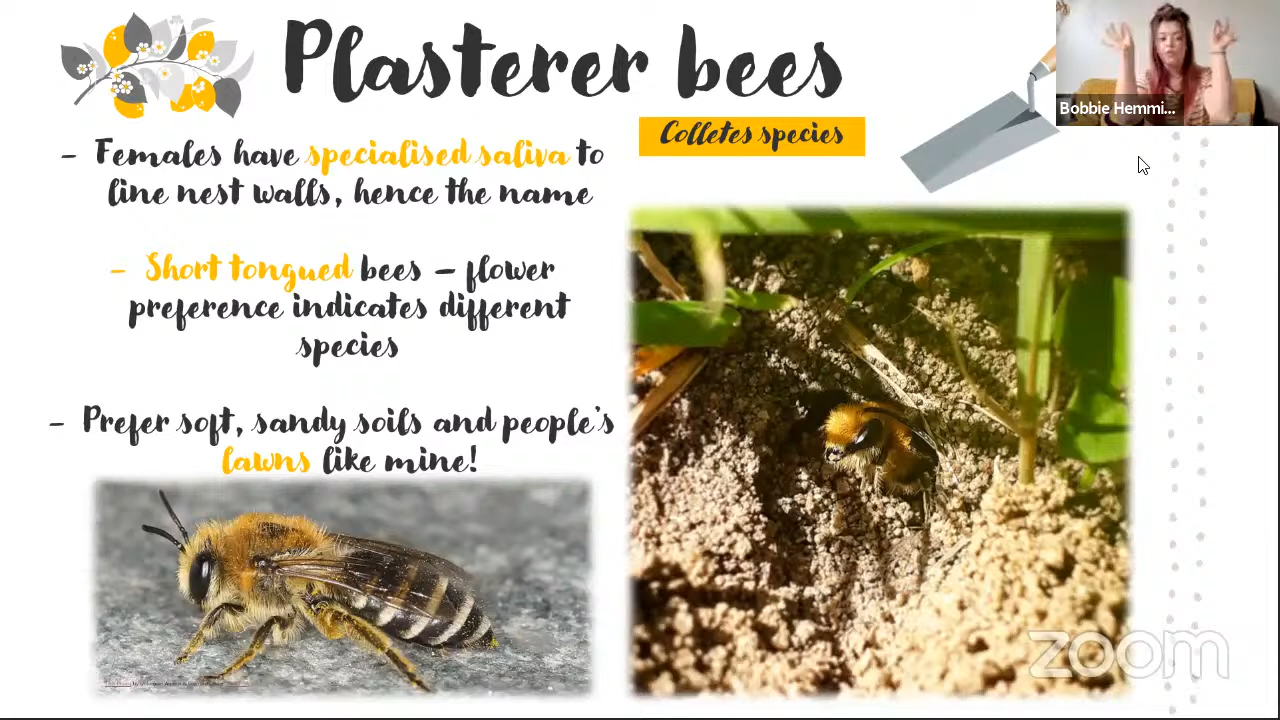 Plasterer bees
Bobbie Hemmi...
Colletes species
- Females have specialised saliva to
line nest walls, hence the name
- Short tongued bees – flower
preference indicates different
species
- Prefer soft, sandy soils and people's
lawns like mine!
zoom